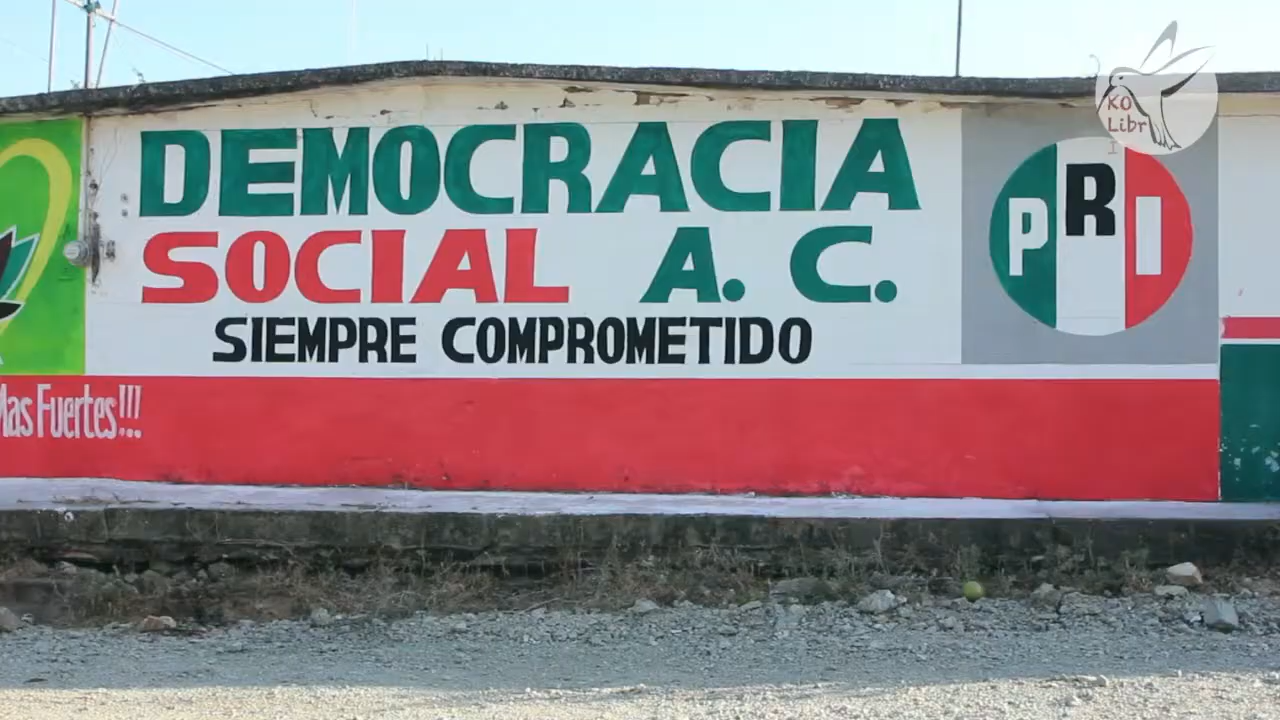 DEMOCRACIA
SOCIAL A. C.
SIEMPRE COMPROMETIDO
PRI
Mas Fuertes!!!
KO
Libr
I